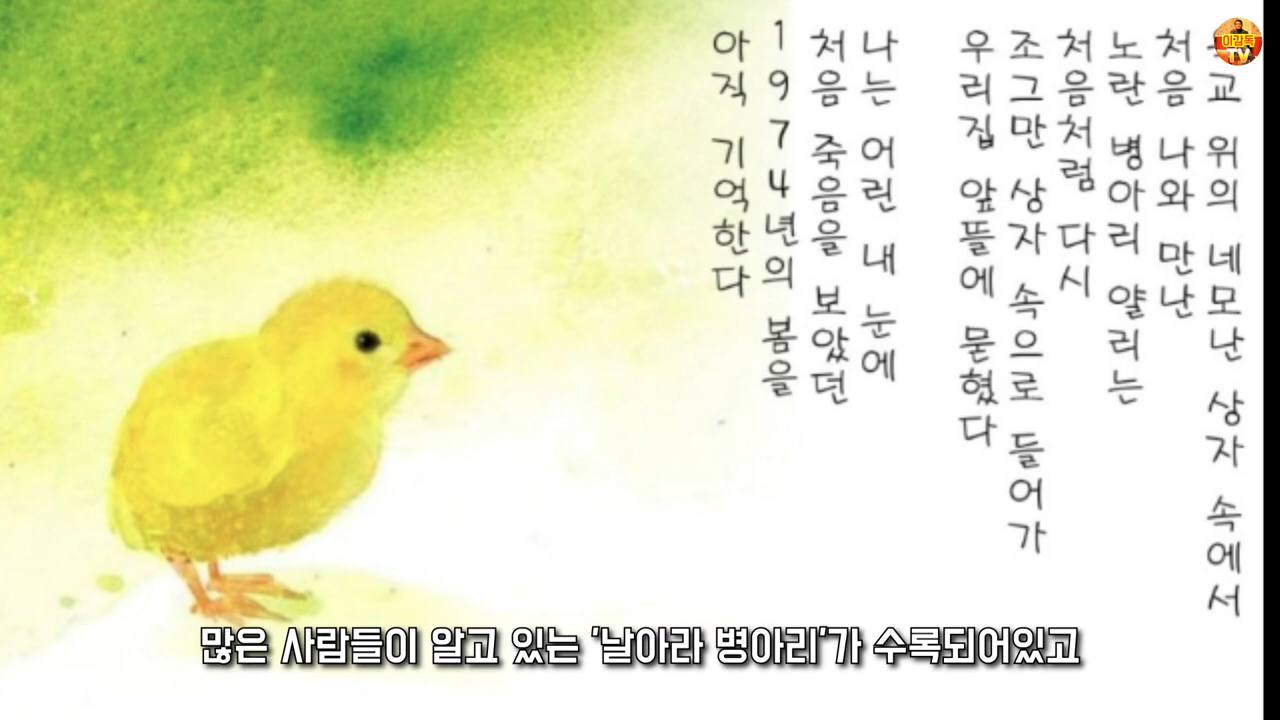 교 위의 네모난 상자 속에서
처음 나와 만난
노란 병아리 얄리는
처음처럼 다시
조그만 상자 속으로 들어가
우리집 앞뜰에 묻혔다
나는 어린 내 눈에
처음 죽음을 보았던
1974년의 봄을
아직 기억한다
이감독
TV
많은 사람들이 알고 있는 '날아라 병아리'가 수록되어있고